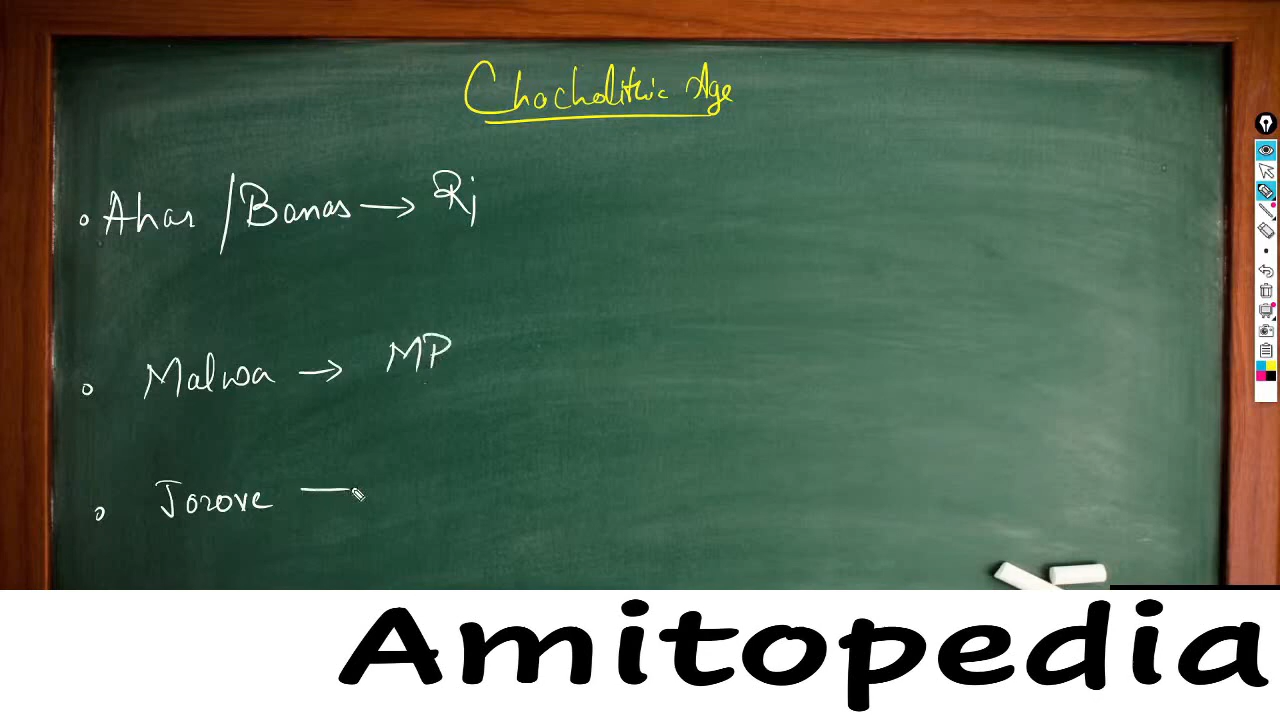 Chocholithic Age
Ahar / Banas → Rj
Malwa → MP
Jorove —
Amitopedia